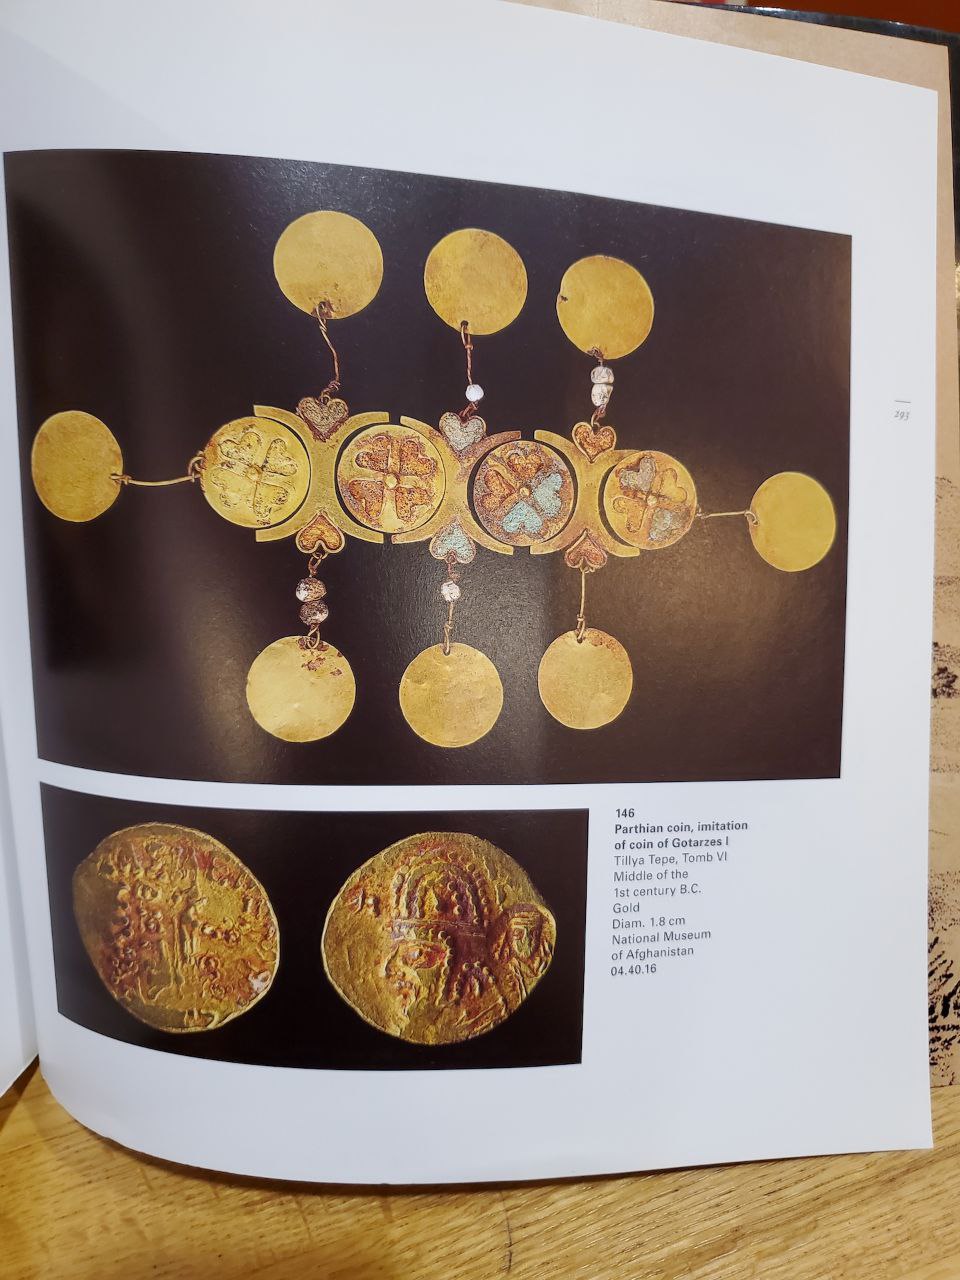 293
146
Parthian coin, imitation
of coin of Gotarzes I
Tillya Tepe, Tomb VI
Middle of the
1st century B.C.
Gold
Diam. 1.8 cm
National Museum
of Afghanistan
04.40.16